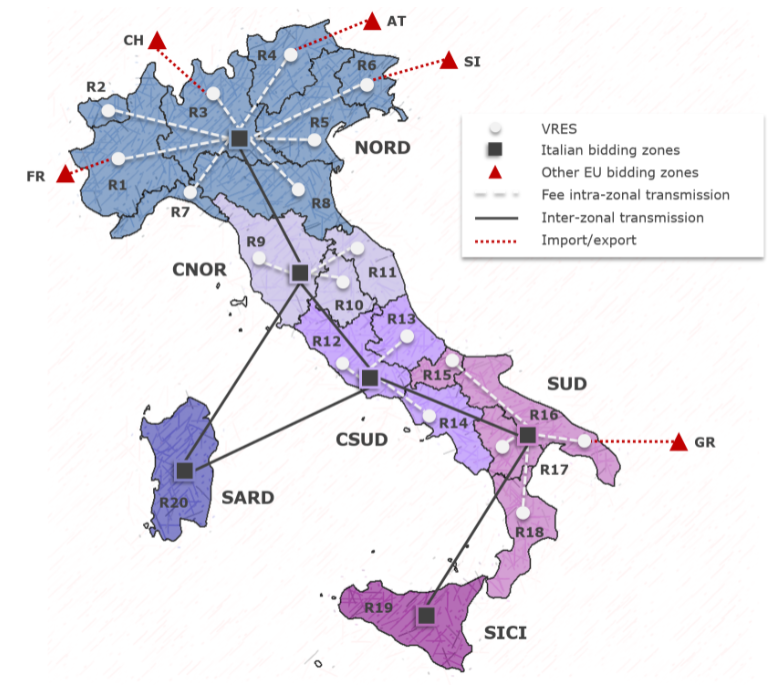 AT
CH
R4
SI
R6
R2
R3
R5
NORD
FR
R1
R7
R8
VRES
Italian bidding zones
Other EU bidding zones
Fee intra-zonal transmission
Inter-zonal transmission
Import/export
R9
CNOR
R11
R10
R13
R12
R15
SUD
R16
R14
CSUD
GR
R17
SARD
R20
R18
R19
SICI